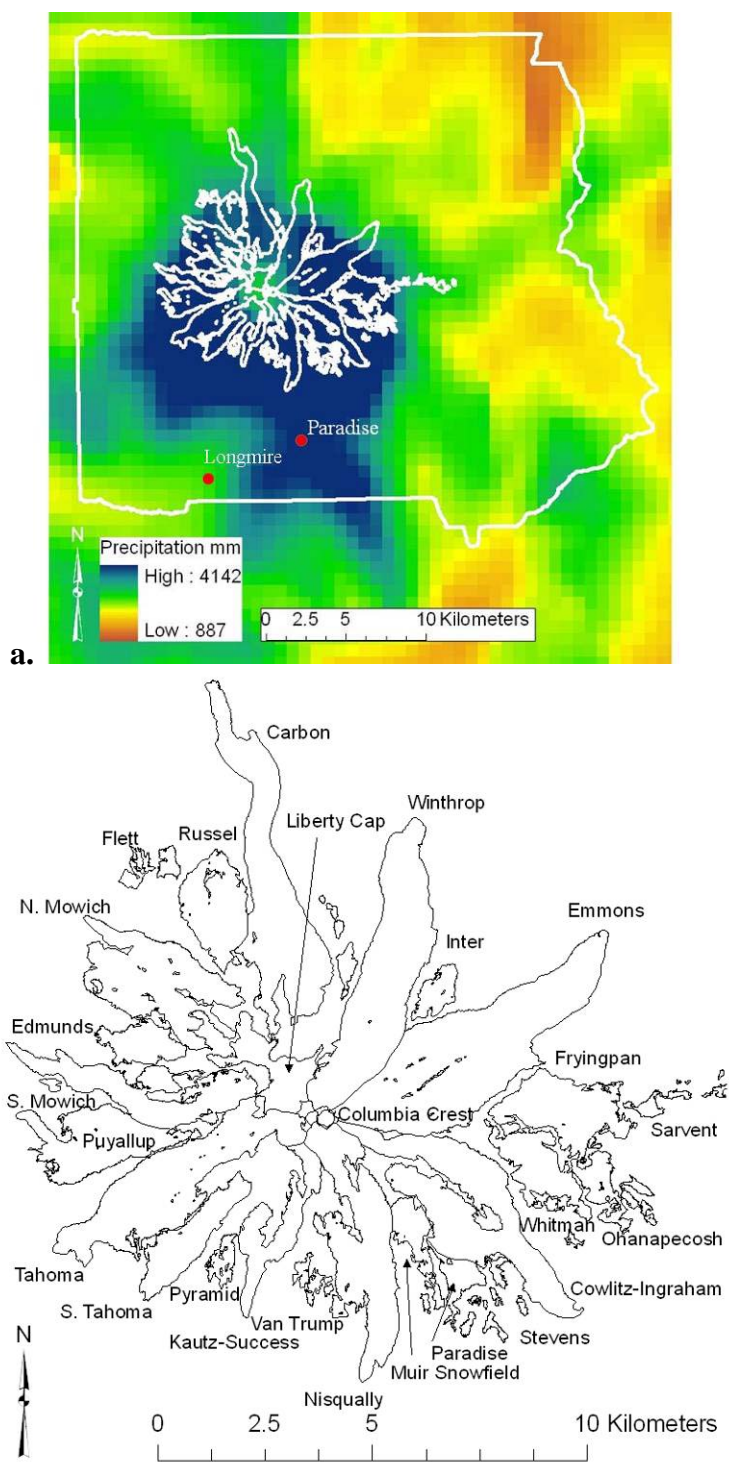 Paradise
Longmire
N
Precipitation mm
High : 4142
Low : 887
0 2.5 5 10 Kilometers
a.
Carbon
Winthrop
Liberty Cap
Flett
Russel
N. Mowich
Emmons
Inter
Edmunds
Fryingpan
S. Mowich
Columbia Crest
Sarvent
Puyallup
Whitman
Ohanapecosh
Tahoma
Cowlitz-Ingraham
S. Tahoma
Pyramid
Van Trump
Stevens
Kautz-Success
Paradise
Muir Snowfield
Nisqually
N
0 2.5 5 10 Kilometers